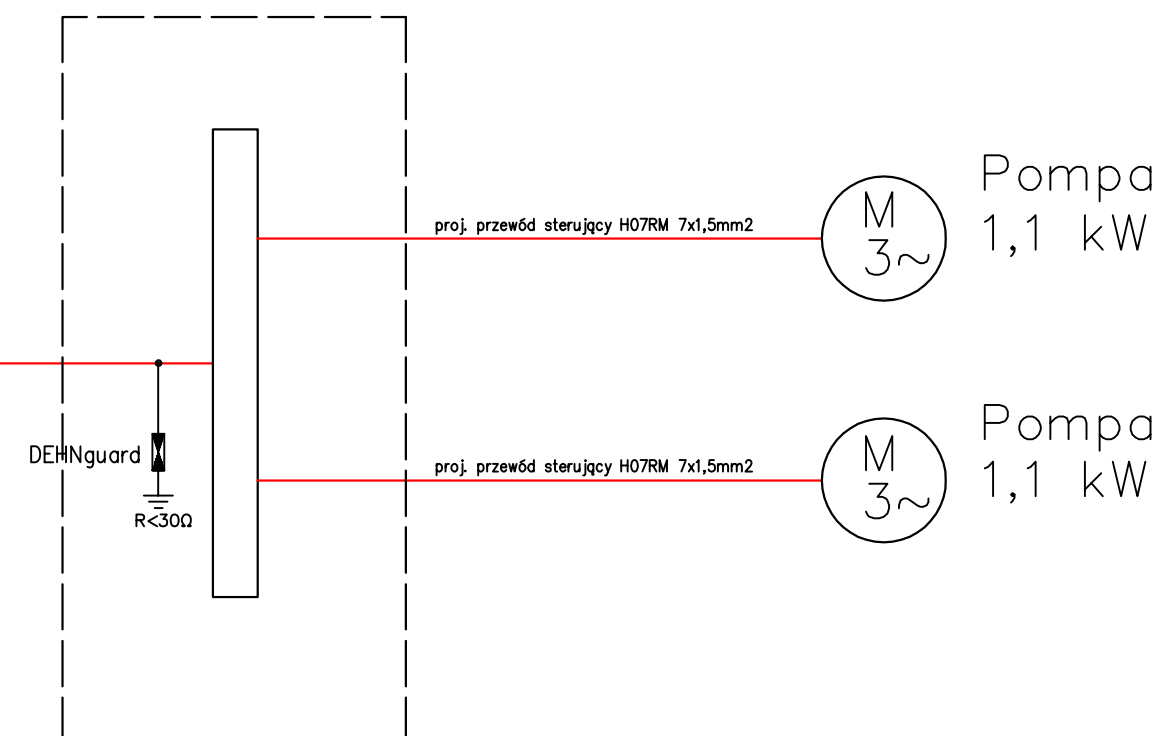 Pompa
1,1 kW
proj. przewód sterujący H07RM 7x1,5mm2
M
3~
DEHNguard
R<30Ω
Pompa
1,1 kW
proj. przewód sterujący H07RM 7x1,5mm2
M
3~